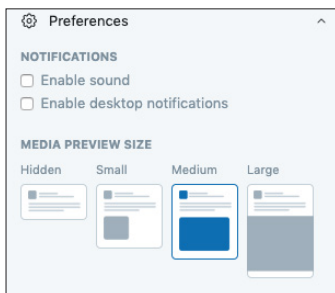 Preferences
NOTIFICATIONS
Enable sound
Enable desktop notifications
MEDIA PREVIEW SIZE
Hidden Small Medium Large